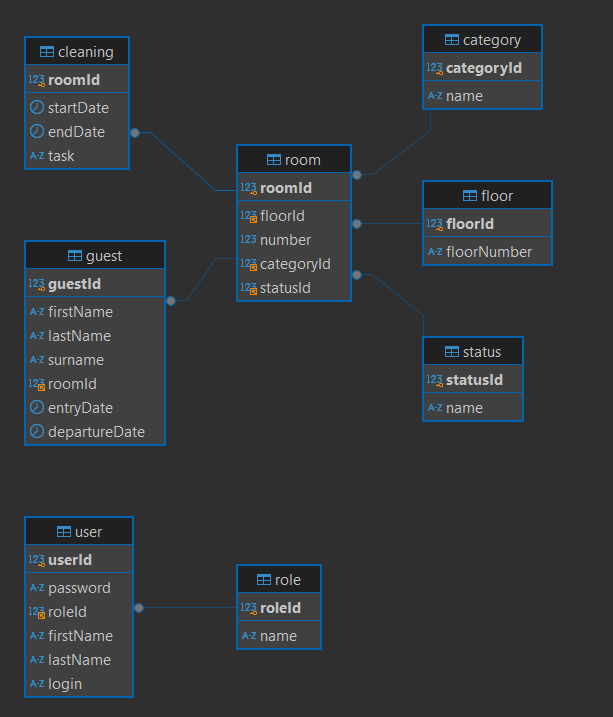 cleaning
roomId
startDate
endDate
task
category
categoryId
name
room
roomId
floorId
number
categoryId
statusId
floor
floorId
floorNumber
guest
guestId
firstName
lastName
surname
roomId
entryDate
departureDate
status
statusId
name
user
userId
password
roleId
firstName
lastName
login
role
roleId
name